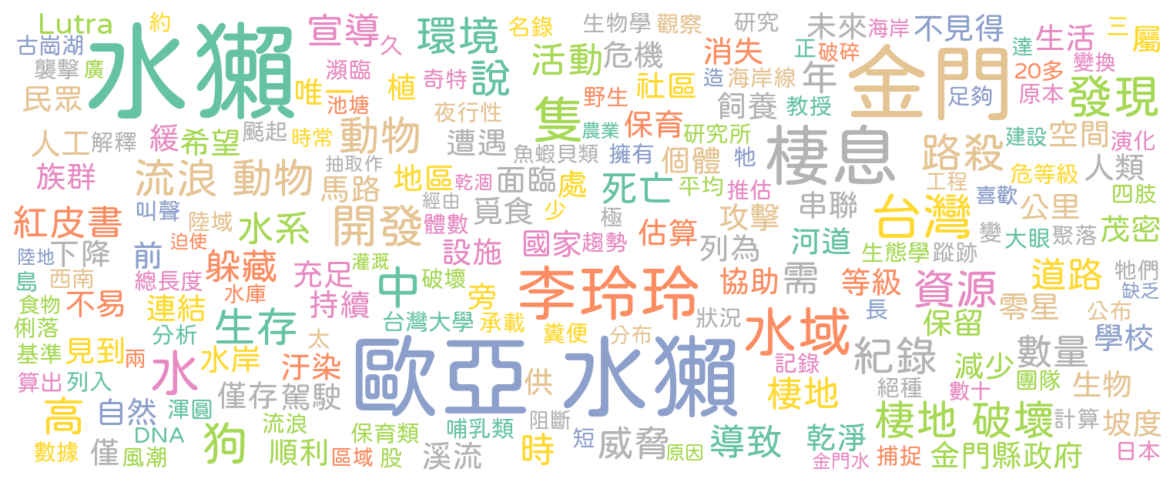 Lutra 約 水獺 宣導 環境 名錄 生物學 觀察 研究 未來 海岸 不見得 三 屬
古崗湖 久 達 生活
襲擊 廣 瀕臨 奇特 說 活動 危機 消失 正 破碎 金門 變換
民眾 唯一 池塘 植 隻 野生 社區 造 海岸線 年 20多 發現
夜行性 飼養 教授 足夠 原本
人工 解釋 緩 希望 颳起 時常 動物 遭遇 農業 保育 研究所 棲息 路殺 建設 空間 演化
族群 流浪 動物 抽取作 魚蝦貝類 擁有 個體 牠 工程 危等級 人類
馬路 地區 乾涸 面臨 處 死亡 平均 推估 串聯 台灣 喜歡 四肢
紅皮書 叫聲 陸域 水系 開發 經由 體數 覓食 少 極 攻擊 公里 茂密
陸地 下降 迫使 前 設施 國家 趨勢 估算 列為 河道 生態學 蹤跡 變 大眼 聚落
島 西南 總長度 躲藏 充足 灌溉 破壞 中 旁 李玲玲 協助 需 等級 資源 道路 牠們
食物 不易 連結 水庫 持續 長 零星 公布 缺乏
俐落 生存 台灣大學 承載 糞便 分布 狀況 水域 保留
基準 見到 兩 分析 水岸 太 歐亞 水獺 紀錄 減少 數量 學校
算出 列入 水 汙染 供 記錄 棲地 絕種 數十 團隊 生物
高 自然 渾圓 僅存 駕駛 阻斷 棲地 破壞 計算 坡度
數據 僅 DNA 狗 流浪 保育類 哺乳類 時 短 威脅 導致 乾淨
風潮 順利 區域 股 溪流 原因 金門水 捕捉 金門縣政府 日本